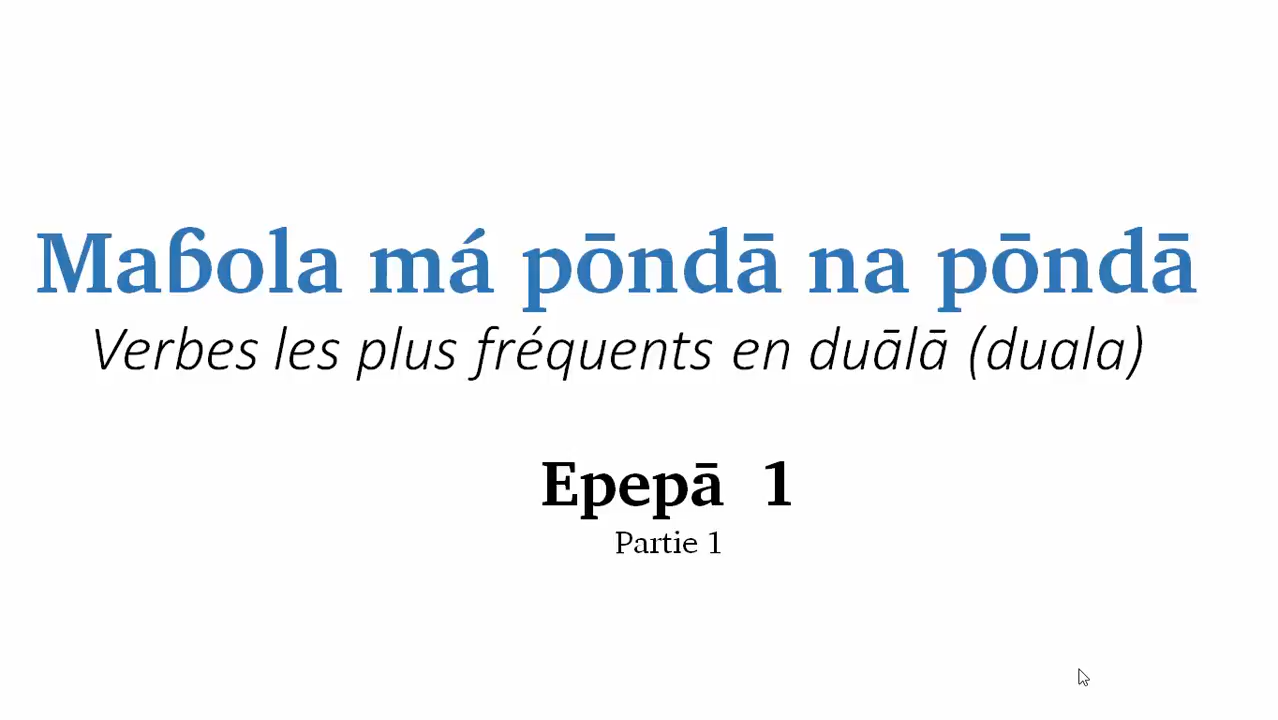 Maɓola má pōndā na pōndā
Verbes les plus fréquents en duālā (duala)
Epepā 1
Partie 1